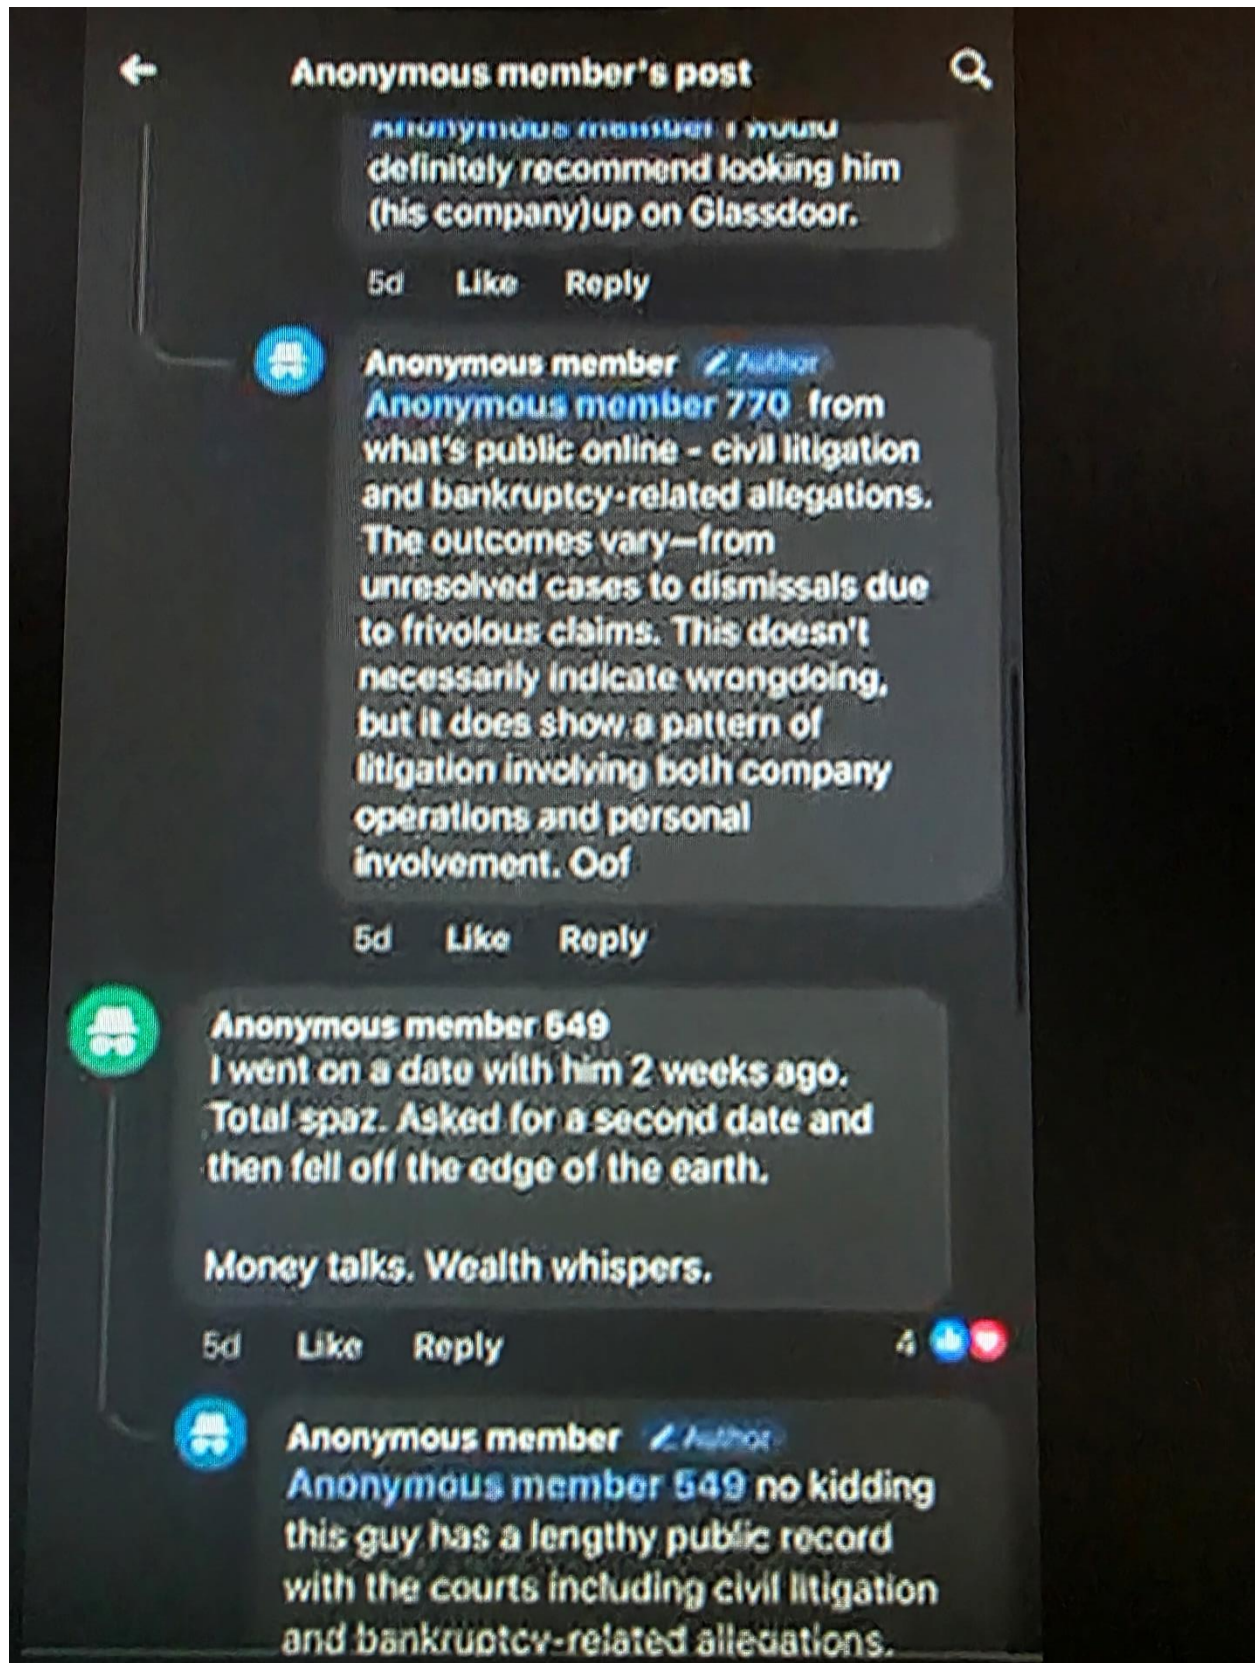 Anonymous member's post
Anonymous member I would
definitely recommend looking him
(his company)up on Glassdoor.
5d Like Reply
Anonymous member Author
Anonymous member 770 from
what's public online - civil litigation
and bankruptcy-related allegations.
The outcomes vary—from
unresolved cases to dismissals due
to frivolous claims. This doesn't
necessarily indicate wrongdoing,
but it does show a pattern of
litigation involving both company
operations and personal
involvement. Oof
5d Like Reply
Anonymous member 549
I went on a date with him 2 weeks ago.
Total spaz. Asked for a second date and
then fell off the edge of the earth.
Money talks. Wealth whispers.
5d Like Reply 4
Anonymous member Author
Anonymous member 549 no kidding
this guy has a lengthy public record
with the courts including civil litigation
and bankruptcy-related allegations.